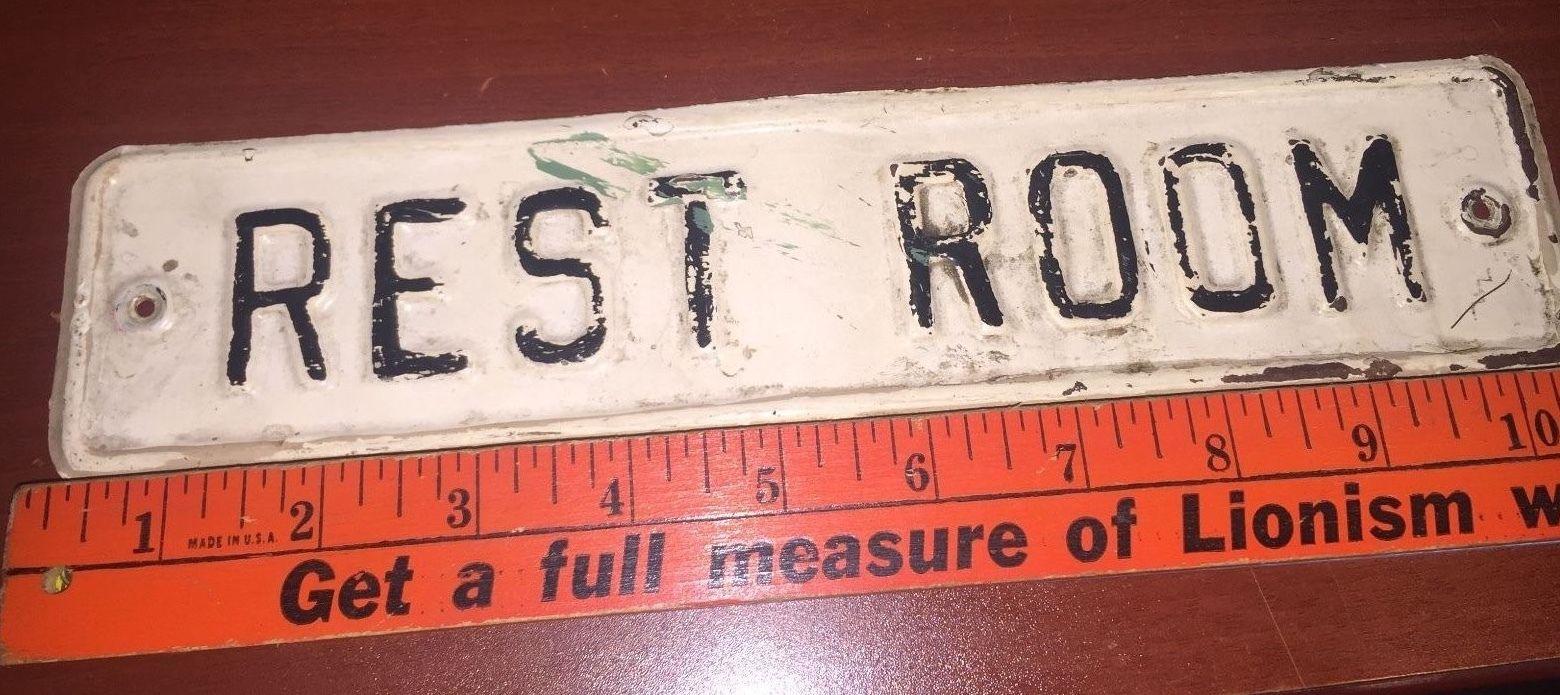 REST ROOM
1 2 3 4 5 6 7 8 9 10
MADE IN U.S.A.
Get a full measure of Lionism w